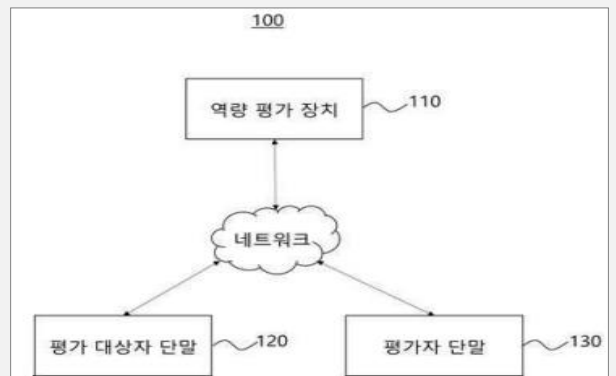 100
역량 평가 장치 110
네트워크
평가 대상자 단말 120 평가자 단말 130